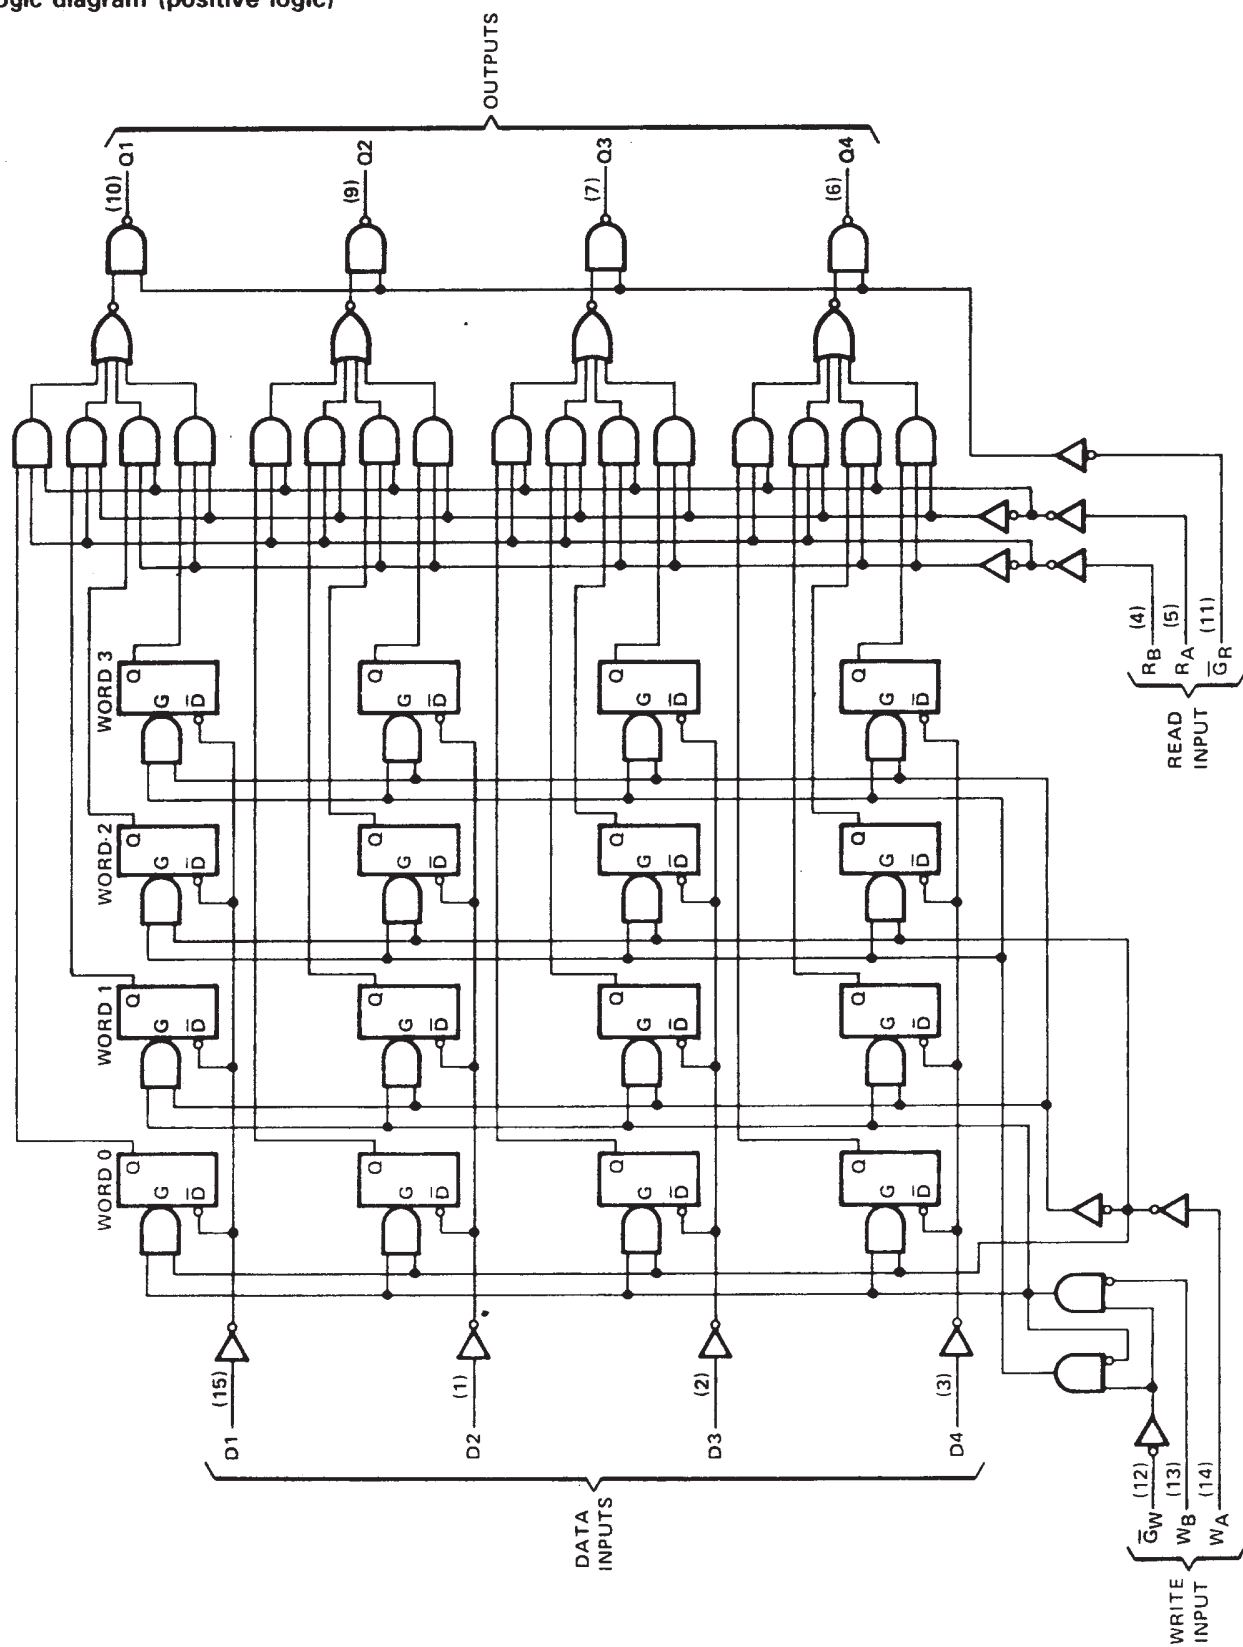 logic diagram (positive logic)
OUTPUTS
(10) Q1
(9) Q2
(7) Q3
(6) Q4
WORD 0
WORD 1
WORD-2
WORD 3
Q
G
D̅
Q
G
D̅
Q
G
D̅
Q
G
D̅
Q
G
D̅
Q
G
D̅
Q
G
D̅
Q
G
D̅
Q
G
D̅
Q
G
D̅
Q
G
D̅
Q
G
D̅
Q
G
D̅
Q
G
D̅
Q
G
D̅
Q
G
D̅
D1 (15)
D2 (1)
D3 (2)
D4 (3)
DATA
INPUTS
G̅W (12)
WB (13)
WA (14)
WRITE
INPUT
RB (4)
RA (5)
G̅R (11)
READ
INPUT